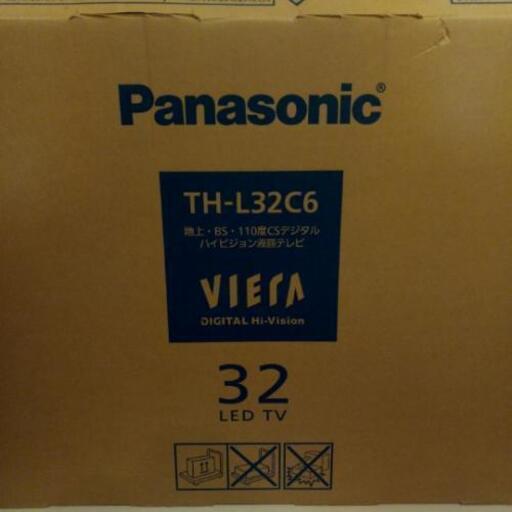 Panasonic®
TH-L32C6
地上・BS・110度CSデジタル
ハイビジョン液晶テレビ
VIErA
DIGITAL Hi-Vision
32
LED TV